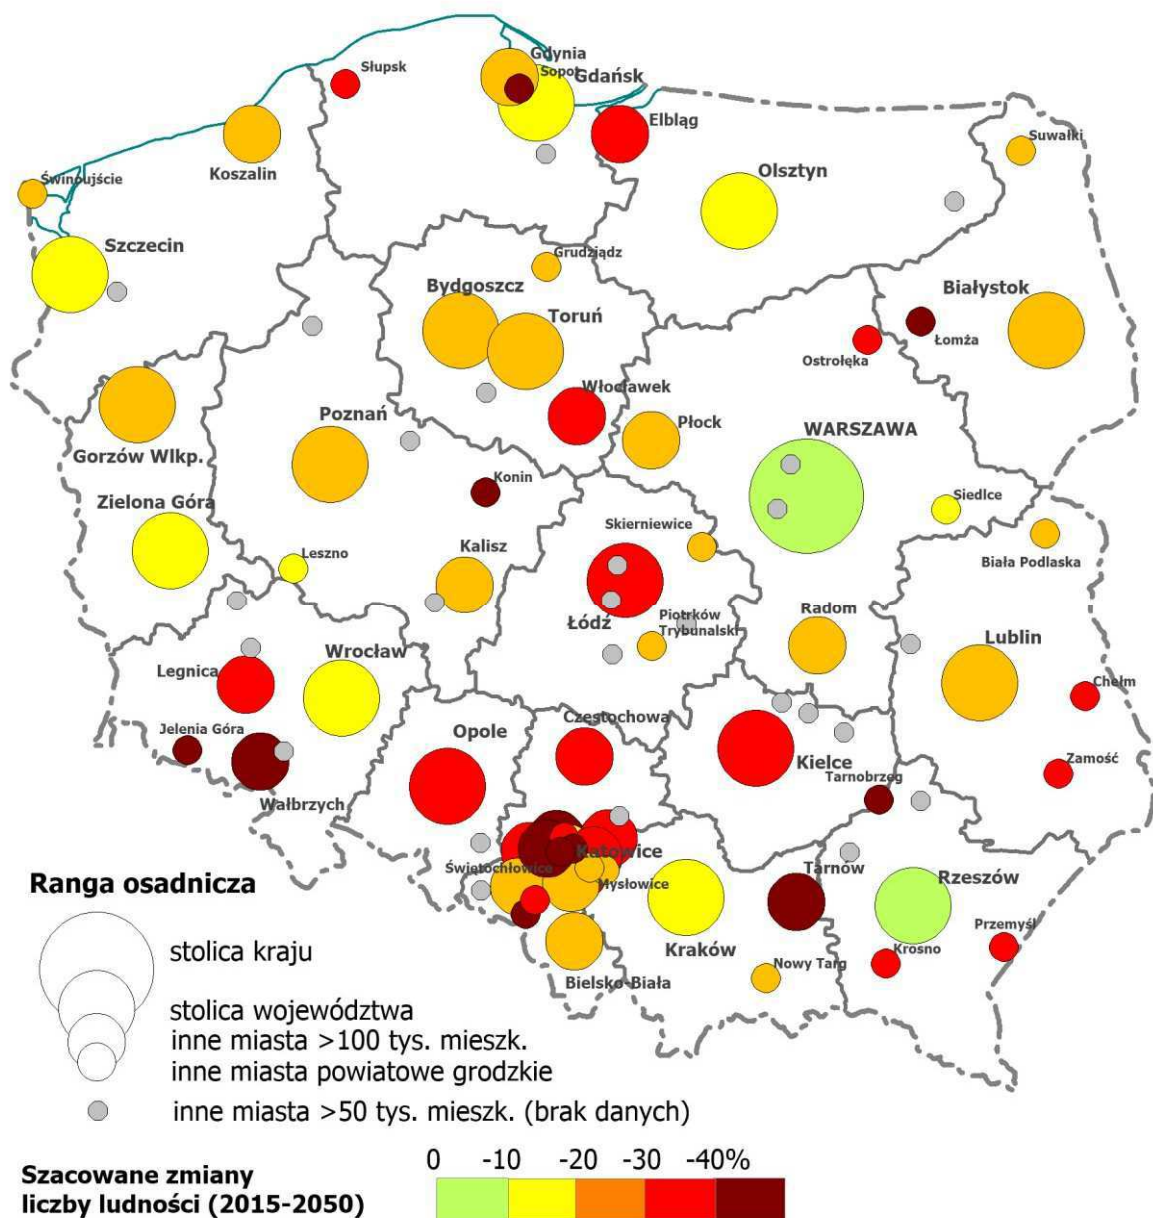 Gdynia
Słupsk
Sopot
Gdańsk
Elbląg
Suwałki
Koszalin
Olsztyn
Świnoujście
Szczecin
Grudziądz
Bydgoszcz
Białystok
Toruń
Łomża
Ostrołęka
Włocławek
Poznań
Płock
WARSZAWA
Gorzów Wlkp.
Konin
Zielona Góra
Siedlce
Skierniewice
Leszno
Kalisz
Biała Podlaska
Łódź
Piotrków
Trybunalski
Radom
Lublin
Legnica
Wrocław
Chełm
Częstochowa
Jelenia Góra
Opole
Kielce
Zamość
Tarnobrzeg
Wałbrzych
Katowice
Świętochłowice
Mysłowice
Tarnów
Rzeszów
Ranga osadnicza
Przemyśl
Kraków
Krosno
stolica kraju
Nowy Targ
Bielsko-Biała
stolica województwa
inne miasta >100 tys. mieszk.
inne miasta powiatowe grodzkie
inne miasta >50 tys. mieszk. (brak danych)
0 -10 -20 -30 -40%
Szacowane zmiany
liczby ludności (2015-2050)